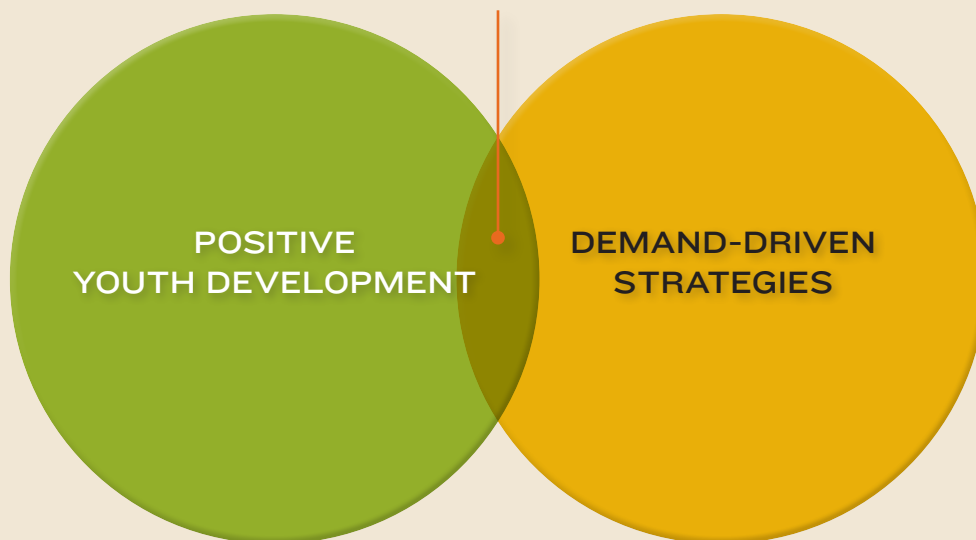 POSITIVE
YOUTH DEVELOPMENT
DEMAND-DRIVEN
STRATEGIES